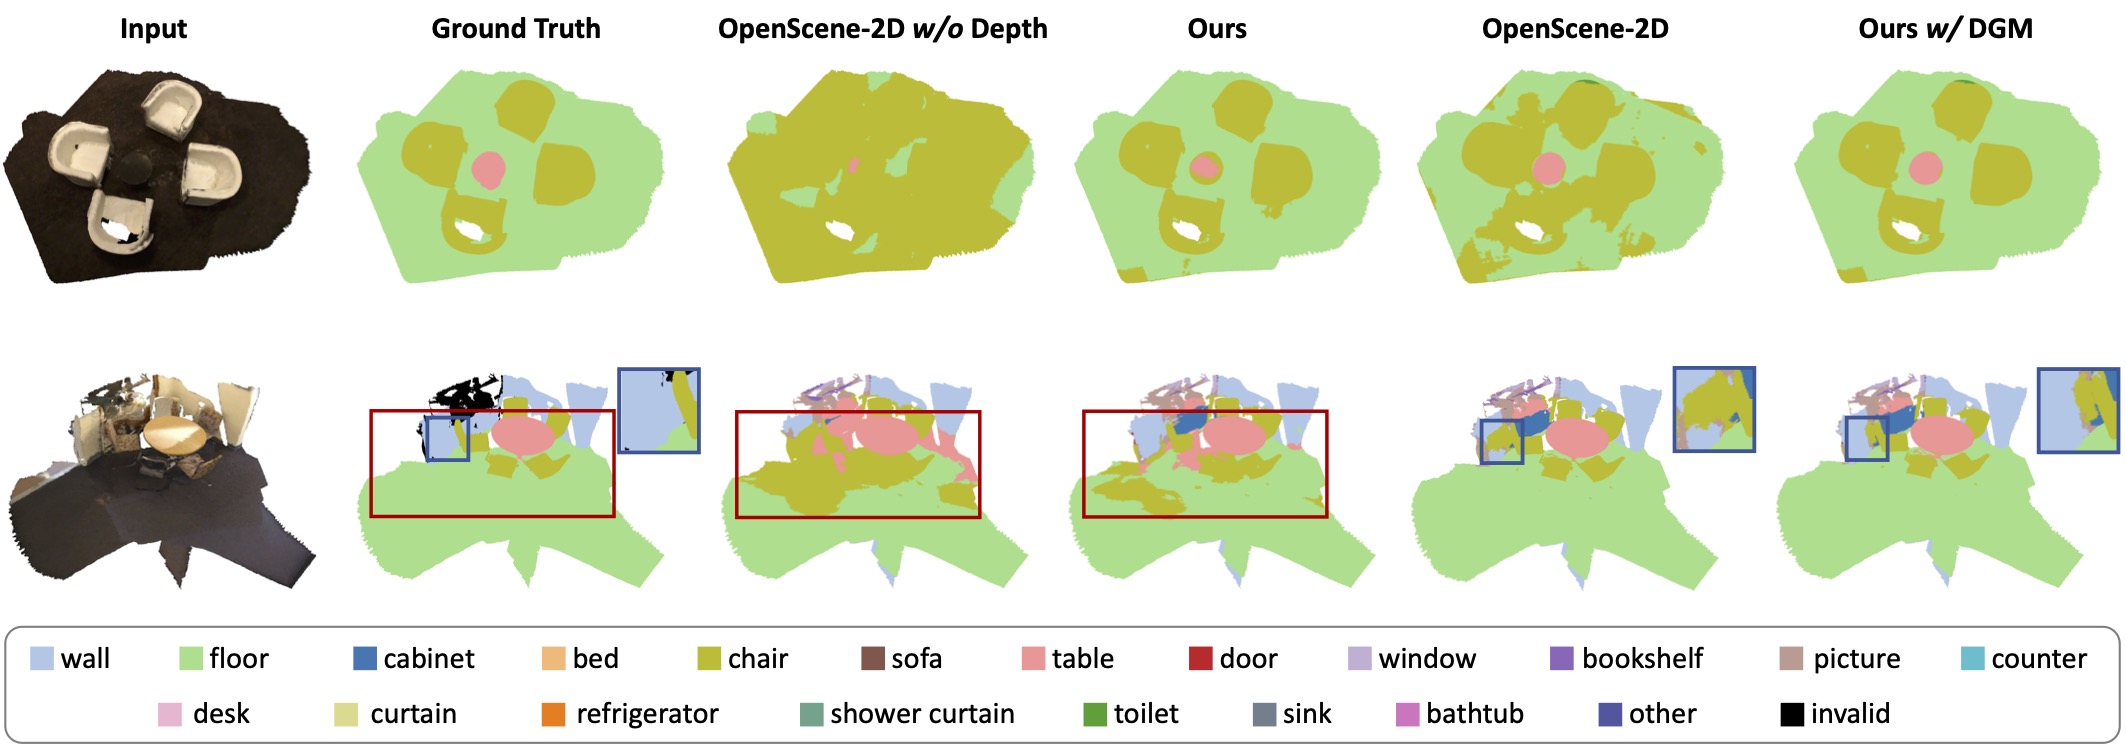 Input Ground Truth OpenScene-2D w/o Depth Ours OpenScene-2D Ours w/ DGM
wall floor cabinet bed chair sofa table door window bookshelf picture counter
desk curtain refrigerator shower curtain toilet sink bathtub other invalid